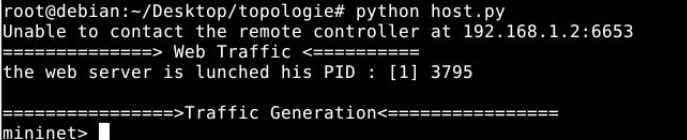 root@debian:~/Desktop/topologie# python host.py
Unable to contact the remote controller at 192.168.1.2:6653
==============> Web Traffic <==========
the web server is lunched his PID : [1] 3795
================>Traffic Generation<================
mininet>